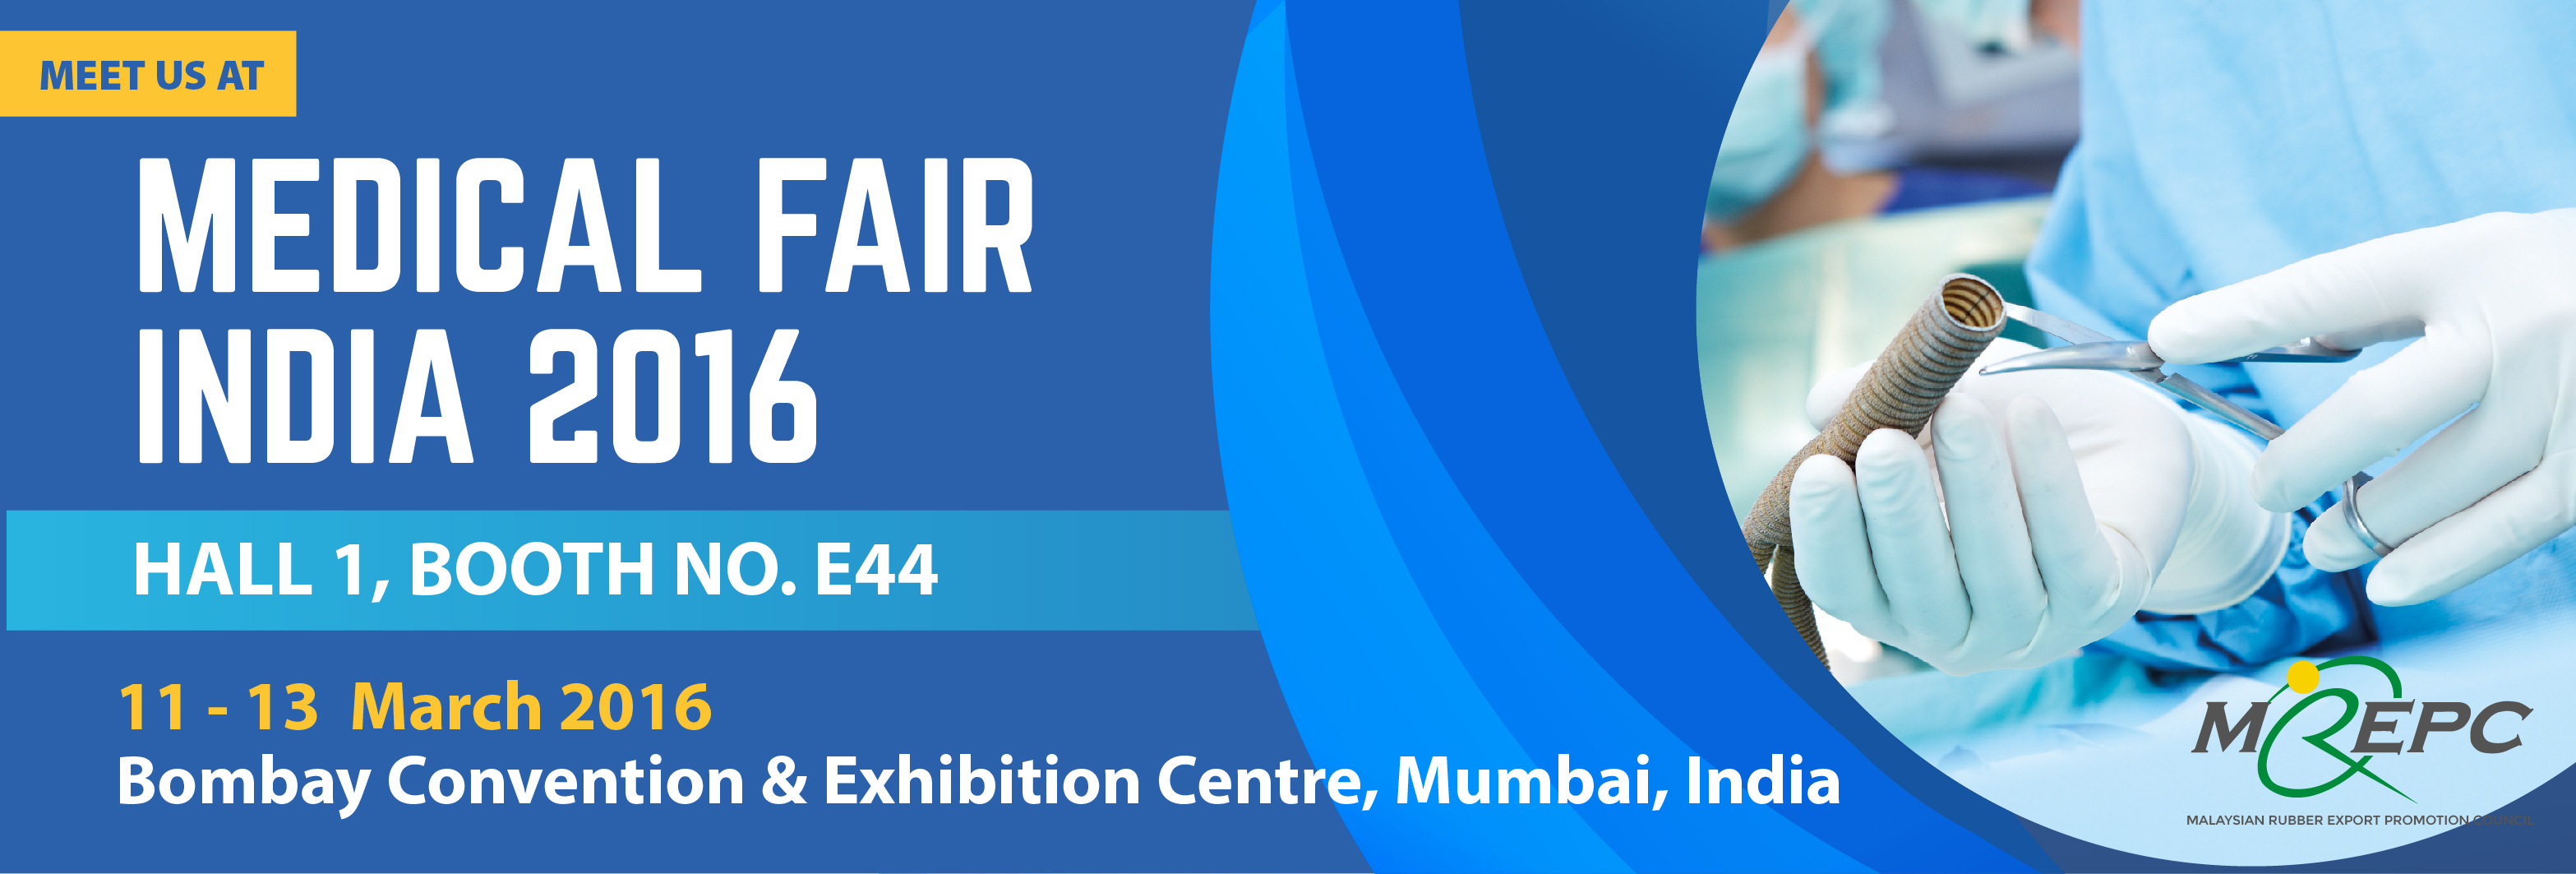 MEET US AT
MEDICAL FAIR
INDIA 2016
HALL 1, BOOTH NO. E44
11 - 13 March 2016
Bombay Convention & Exhibition Centre, Mumbai, India
MREPC
MALAYSIAN RUBBER EXPORT PROMOTION COUNCIL